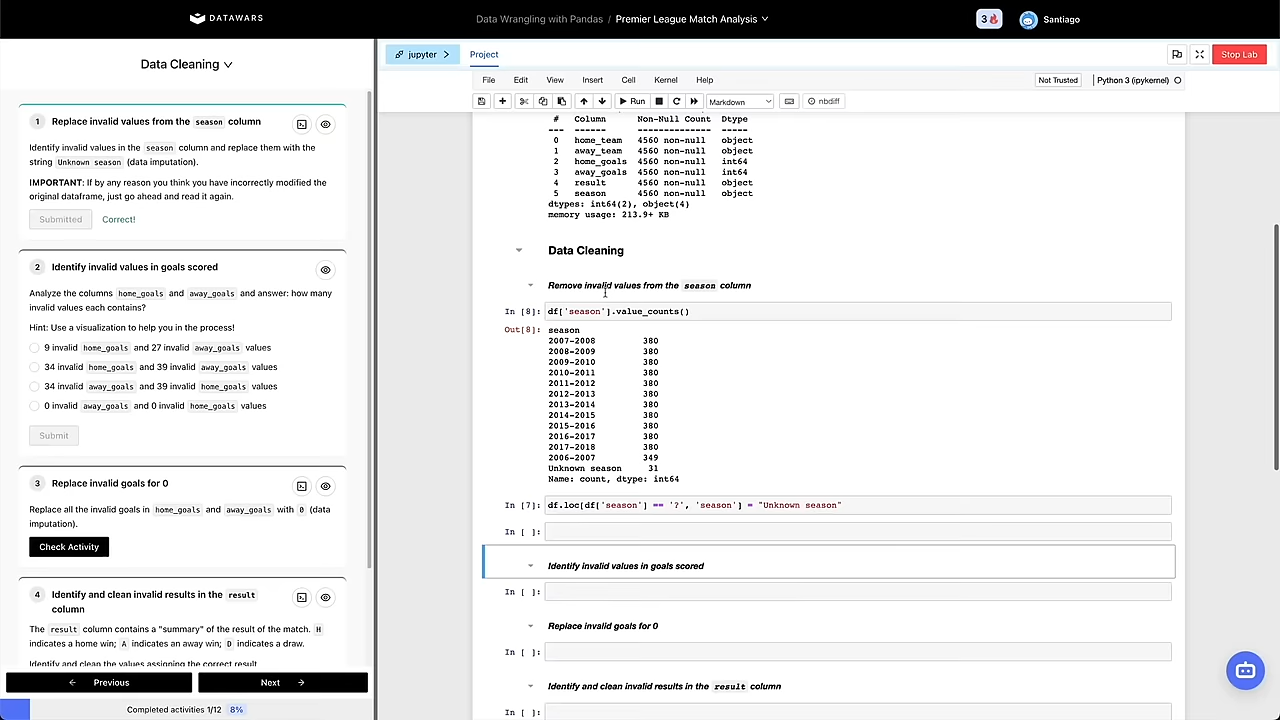 DATAWARS
Data Wrangling with Pandas / Premier League Match Analysis
3
Santiago
Data Cleaning
1 Replace invalid values from the season column
Identify invalid values in the season column and replace them with the
string Unknown season (data imputation).
IMPORTANT: If by any reason you think you have incorrectly modified the
original dataframe, just go ahead and read it again.
Submitted Correct!
2 Identify invalid values in goals scored
Analyze the columns home_goals and away_goals and answer: how many
invalid values each contains?
Hint: Use a visualization to help you in the process!
9 invalid home_goals and 27 invalid away_goals values
34 invalid home_goals and 39 invalid away_goals values
34 invalid away_goals and 39 invalid home_goals values
0 invalid away_goals and 0 invalid home_goals values
Submit
3 Replace invalid goals for 0
Replace all the invalid goals in home_goals and away_goals with 0 (data
imputation).
Check Activity
4 Identify and clean invalid results in the result
column
The result column contains a "summary" of the result of the match. H
indicates a home win; A indicates an away win; D indicates a draw.
Identify and clean the values assigning the correct result
← Previous
Next →
Completed activities 1/12 8%
jupyter Project
Stop Lab
File Edit View Insert Cell Kernel Help
Not Trusted Python 3 (ipykernel)
Run Markdown nbdiff
# Column Non-Null Count Dtype
--- ------ -------------- -----
0 home_team 4560 non-null object
1 away_team 4560 non-null object
2 home_goals 4560 non-null int64
3 away_goals 4560 non-null int64
4 result 4560 non-null object
5 season 4560 non-null object
dtypes: int64(2), object(4)
memory usage: 213.9+ KB
Data Cleaning
Remove invalid values from the season column
In [8]: df['season'].value_counts()
Out[8]: season
2007-2008 380
2008-2009 380
2009-2010 380
2010-2011 380
2011-2012 380
2012-2013 380
2013-2014 380
2014-2015 380
2015-2016 380
2016-2017 380
2017-2018 380
2006-2007 349
Unknown season 31
Name: count, dtype: int64
In [7]: df.loc[df['season'] == '?', 'season'] = "Unknown season"
In [ ]:
Identify invalid values in goals scored
In [ ]:
Replace invalid goals for 0
In [ ]:
Identify and clean invalid results in the result column
In [ ]: